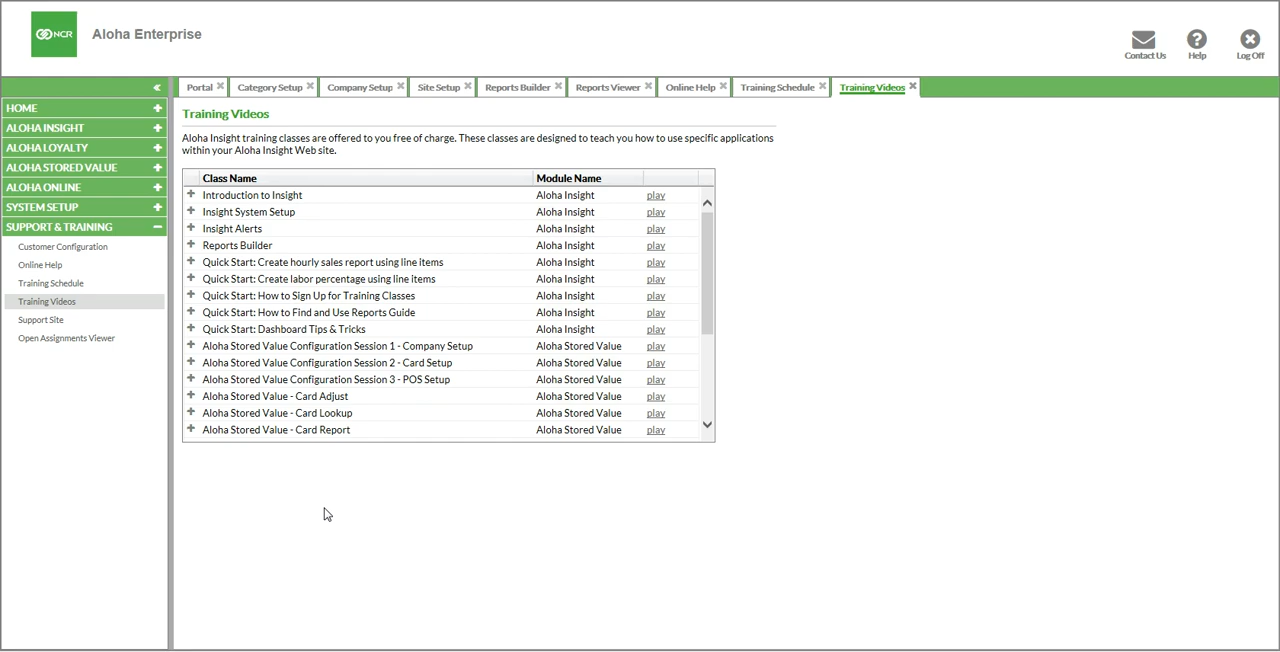 NCR
Aloha Enterprise
Contact Us
Help
Log Off
«
Portal
Category Setup
Company Setup
Site Setup
Reports Builder
Reports Viewer
Online Help
Training Schedule
Training Videos
HOME
ALOHA INSIGHT
ALOHA LOYALTY
ALOHA STORED VALUE
ALOHA ONLINE
SYSTEM SETUP
SUPPORT & TRAINING
Customer Configuration
Online Help
Training Schedule
Training Videos
Support Site
Open Assignments Viewer
Training Videos
Aloha Insight training classes are offered to you free of charge. These classes are designed to teach you how to use specific applications
within your Aloha Insight Web site.
Class Name Module Name
Introduction to Insight Aloha Insight play
Insight System Setup Aloha Insight play
Insight Alerts Aloha Insight play
Reports Builder Aloha Insight play
Quick Start: Create hourly sales report using line items Aloha Insight play
Quick Start: Create labor percentage using line items Aloha Insight play
Quick Start: How to Sign Up for Training Classes Aloha Insight play
Quick Start: How to Find and Use Reports Guide Aloha Insight play
Quick Start: Dashboard Tips & Tricks Aloha Insight play
Aloha Stored Value Configuration Session 1 - Company Setup Aloha Stored Value play
Aloha Stored Value Configuration Session 2 - Card Setup Aloha Stored Value play
Aloha Stored Value Configuration Session 3 - POS Setup Aloha Stored Value play
Aloha Stored Value - Card Adjust Aloha Stored Value play
Aloha Stored Value - Card Lookup Aloha Stored Value play
Aloha Stored Value - Card Report Aloha Stored Value play